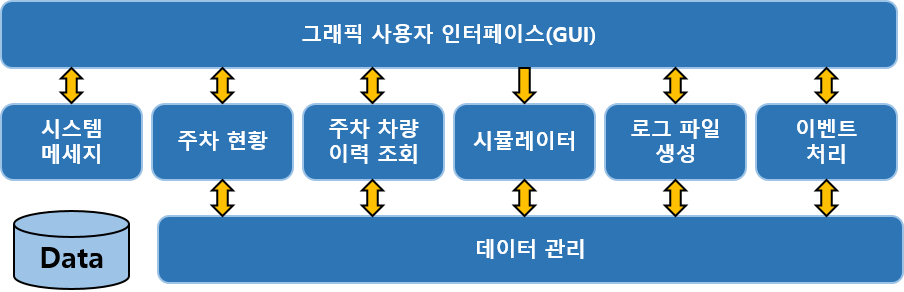 그래픽 사용자 인터페이스(GUI)
시스템
메세지
주차 현황
주차 차량
이력 조회
시뮬레이터
로그 파일
생성
이벤트
처리
Data
데이터 관리